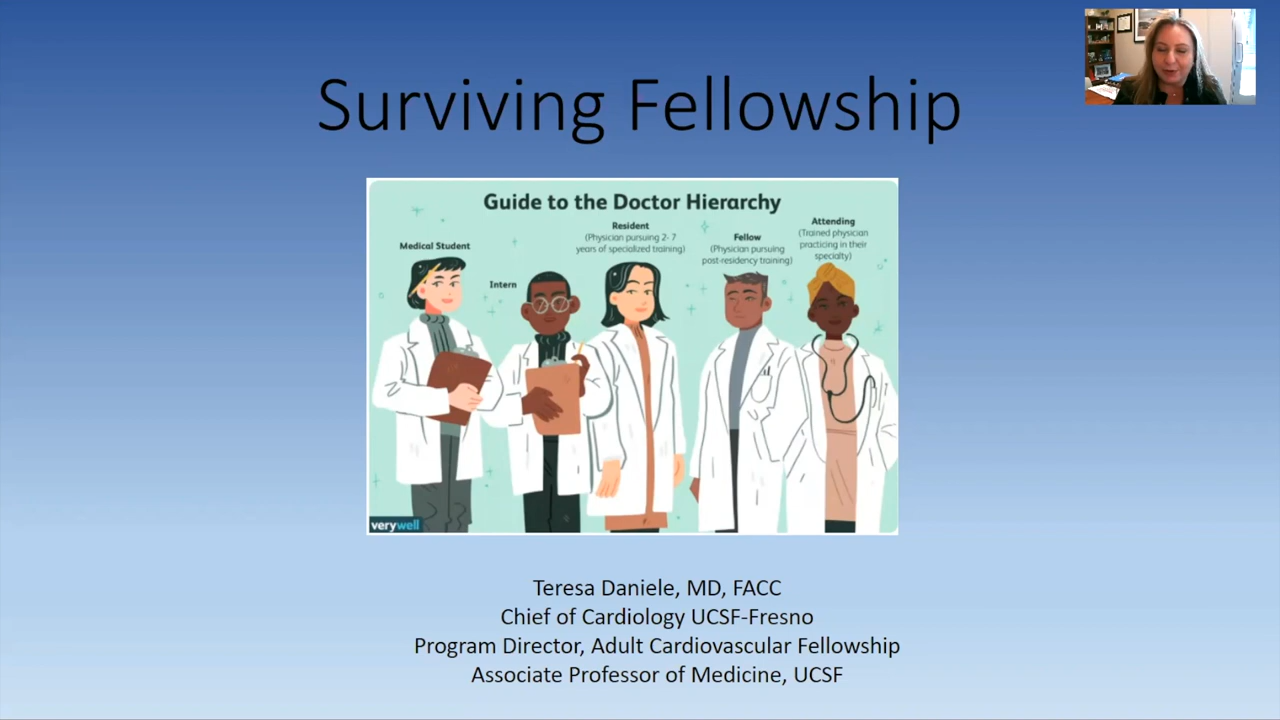 Surviving Fellowship
Guide to the Doctor Hierarchy
Medical Student
Intern
Resident
(Physician pursuing 2- 7
years of specialized training)
Fellow
(Physician pursuing
post-residency training)
Attending
(Trained physician
practicing in their
specialty)
verywell
Teresa Daniele, MD, FACC
Chief of Cardiology UCSF-Fresno
Program Director, Adult Cardiovascular Fellowship
Associate Professor of Medicine, UCSF